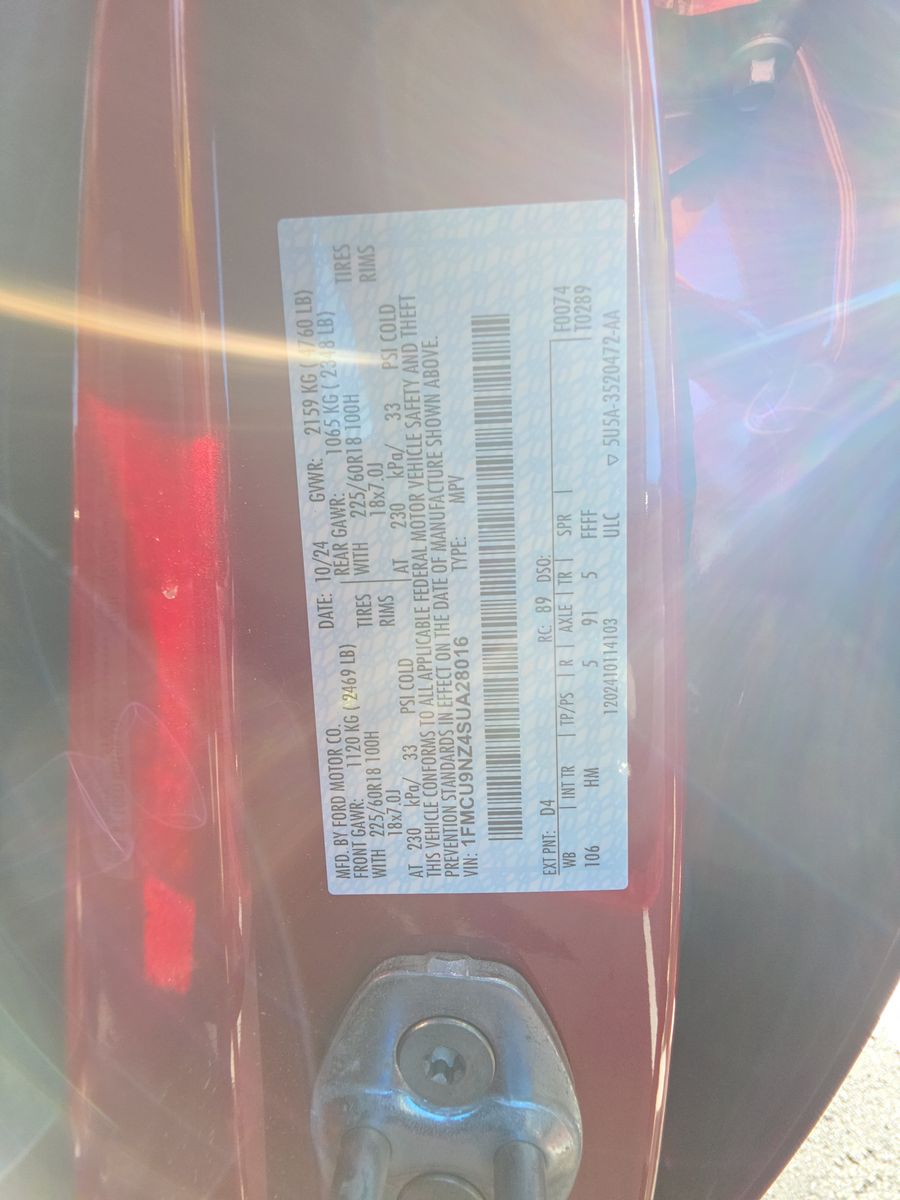 MFD. BY FORD MOTOR CO.
DATE: 10/24 GVWR: 2159 KG ( 4760 LB)
FRONT GAWR: 1120 KG ( 2469 LB)
REAR GAWR: 1065 KG ( 2348 LB)
WITH 225/60R18 100H TIRES
WITH 225/60R18 100H TIRES
18x7.0J RIMS
18x7.0J RIMS
AT 230 kPa/ 33 PSI COLD
AT 230 kPa/ 33 PSI COLD
THIS VEHICLE CONFORMS TO ALL APPLICABLE FEDERAL MOTOR VEHICLE SAFETY AND THEFT
PREVENTION STANDARDS IN EFFECT ON THE DATE OF MANUFACTURE SHOWN ABOVE.
VIN: 1FMCU9NZ4SUA28016 TYPE: MPV
EXT PNT: D4 RC: 89 DSO: F0074
WB INT TR TP/PS R AXLE TR SPR T0289
106 HM 5 91 5 FFFF
1202410114103 ULC ▽ 5U5A-3520472-AA